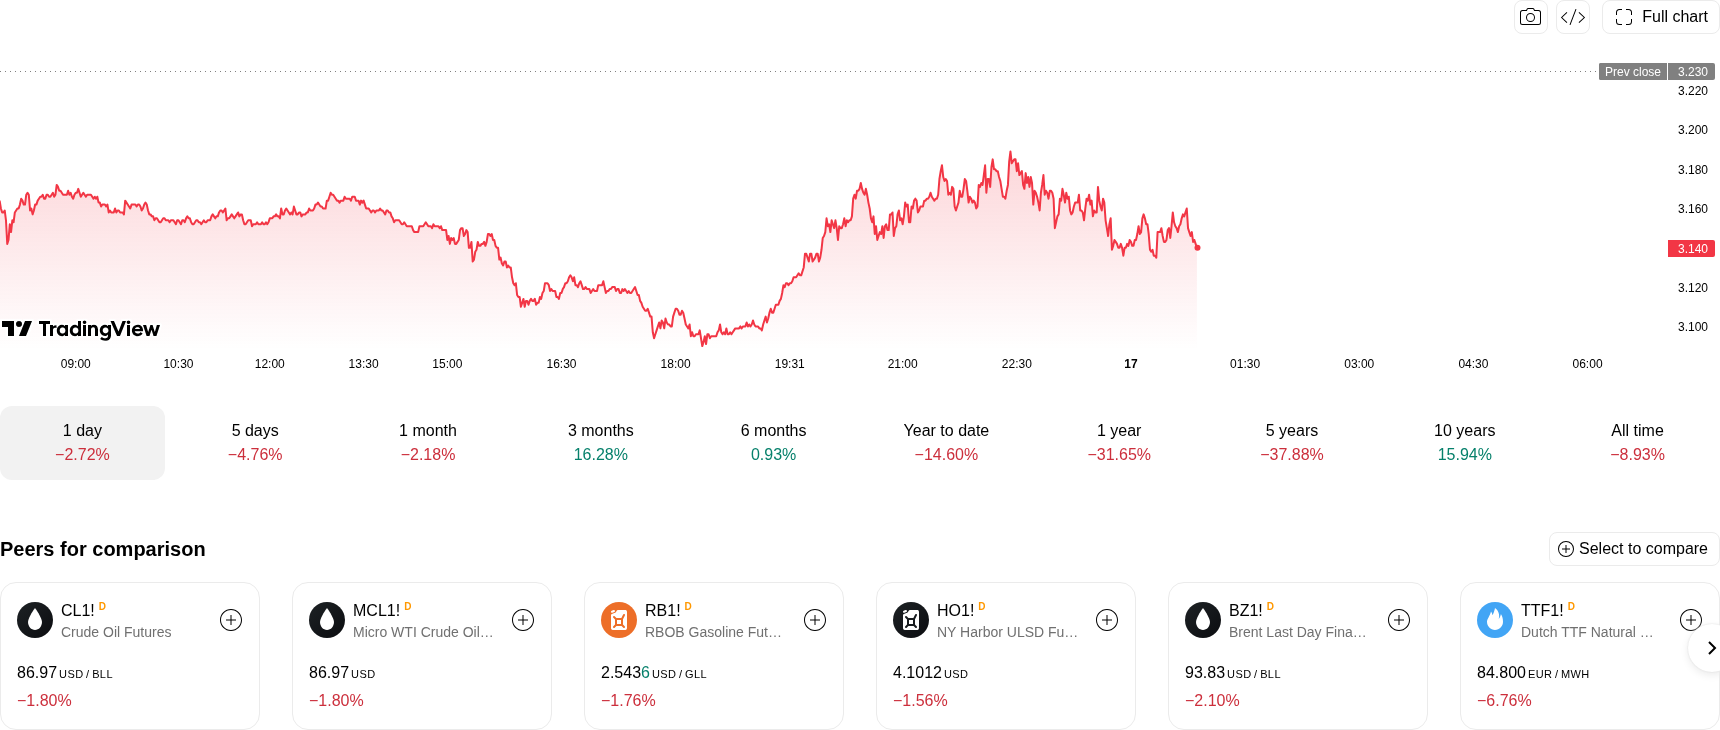 Full chart
Prev close 3.230
3.220
3.200
3.180
3.160
3.140
3.120
3.100
TradingView
09:00 10:30 12:00 13:30 15:00 16:30 18:00 19:31 21:00 22:30 17 01:30 03:00 04:30 06:00
1 day 5 days 1 month 3 months 6 months Year to date 1 year 5 years 10 years All time
−2.72% −4.76% −2.18% 16.28% 0.93% −14.60% −31.65% −37.88% 15.94% −8.93%
Peers for comparison
Select to compare
CL1! D
Crude Oil Futures
86.97 USD / BLL
−1.80%
MCL1! D
Micro WTI Crude Oil…
86.97 USD
−1.80%
RB1! D
RBOB Gasoline Fut…
2.5436 USD / GLL
−1.76%
HO1! D
NY Harbor ULSD Fu…
4.1012 USD
−1.56%
BZ1! D
Brent Last Day Fina…
93.83 USD / BLL
−2.10%
TTF1! D
Dutch TTF Natural …
84.800 EUR / MWH
−6.76%